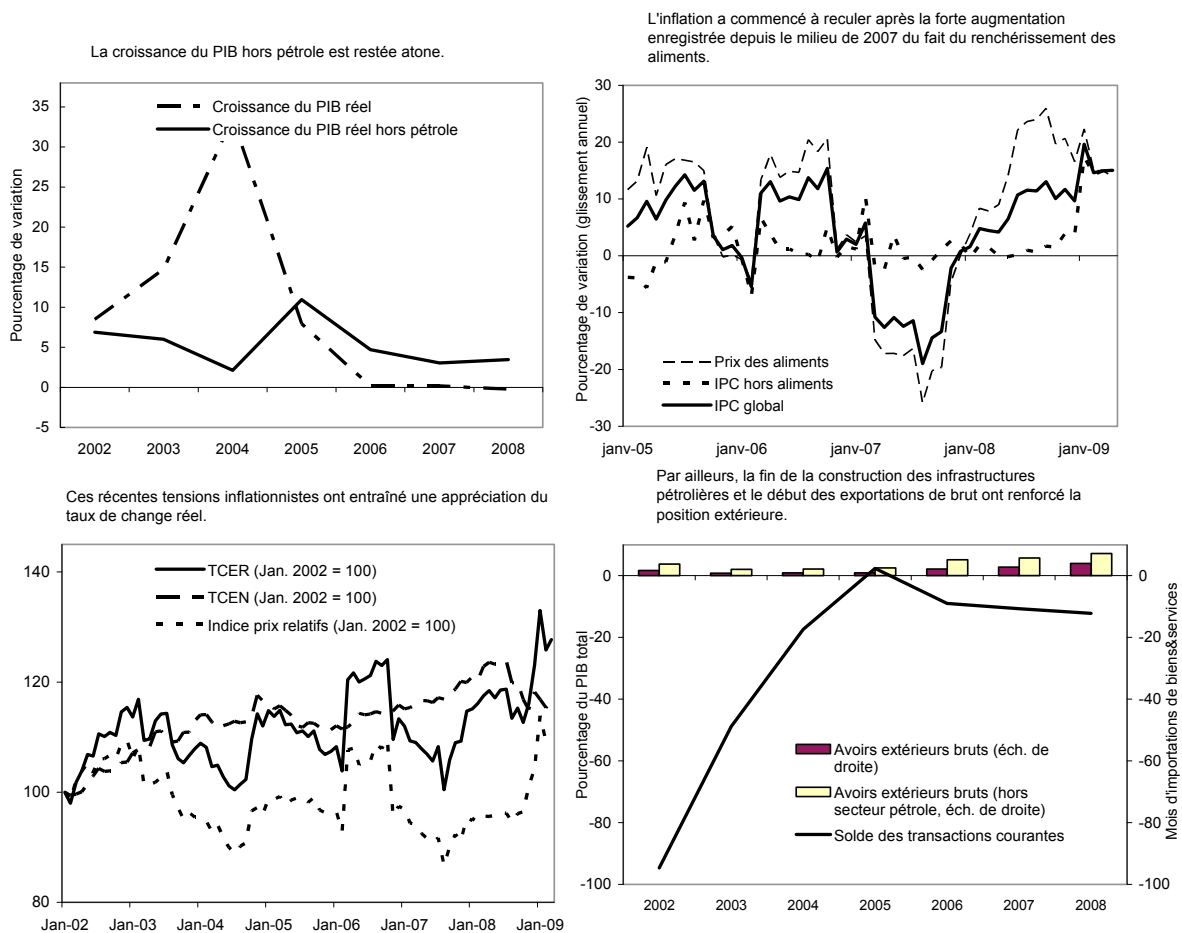 La croissance du PIB hors pétrole est restée atone.
Pourcentage de variation
35
30
25
20
15
10
5
0
-5
Croissance du PIB réel
Croissance du PIB réel hors pétrole
2002 2003 2004 2005 2006 2007 2008
L'inflation a commencé à reculer après la forte augmentation
enregistrée depuis le milieu de 2007 du fait du renchérissement des
aliments.
Pourcentage de variation (glissement annuel)
30
20
10
0
-10
-20
-30
Prix des aliments
IPC hors aliments
IPC global
janv-05 janv-06 janv-07 janv-08 janv-09
Ces récentes tensions inflationnistes ont entraîné une appréciation du
taux de change réel.
140
120
100
80
TCER (Jan. 2002 = 100)
TCEN (Jan. 2002 = 100)
Indice prix relatifs (Jan. 2002 = 100)
Jan-02 Jan-03 Jan-04 Jan-05 Jan-06 Jan-07 Jan-08 Jan-09
Par ailleurs, la fin de la construction des infrastructures
pétrolières et le début des exportations de brut ont renforcé la
position extérieure.
Pourcentage du PIB total
0
-20
-40
-60
-80
-100
Avoirs extérieurs bruts (éch. de
droite)
Avoirs extérieurs bruts (hors
secteur pétrole, éch. de droite)
Solde des transactions courantes
0
-20
-40
-60
-80
-100
Mois d'importations de biens&services
2002 2003 2004 2005 2006 2007 2008